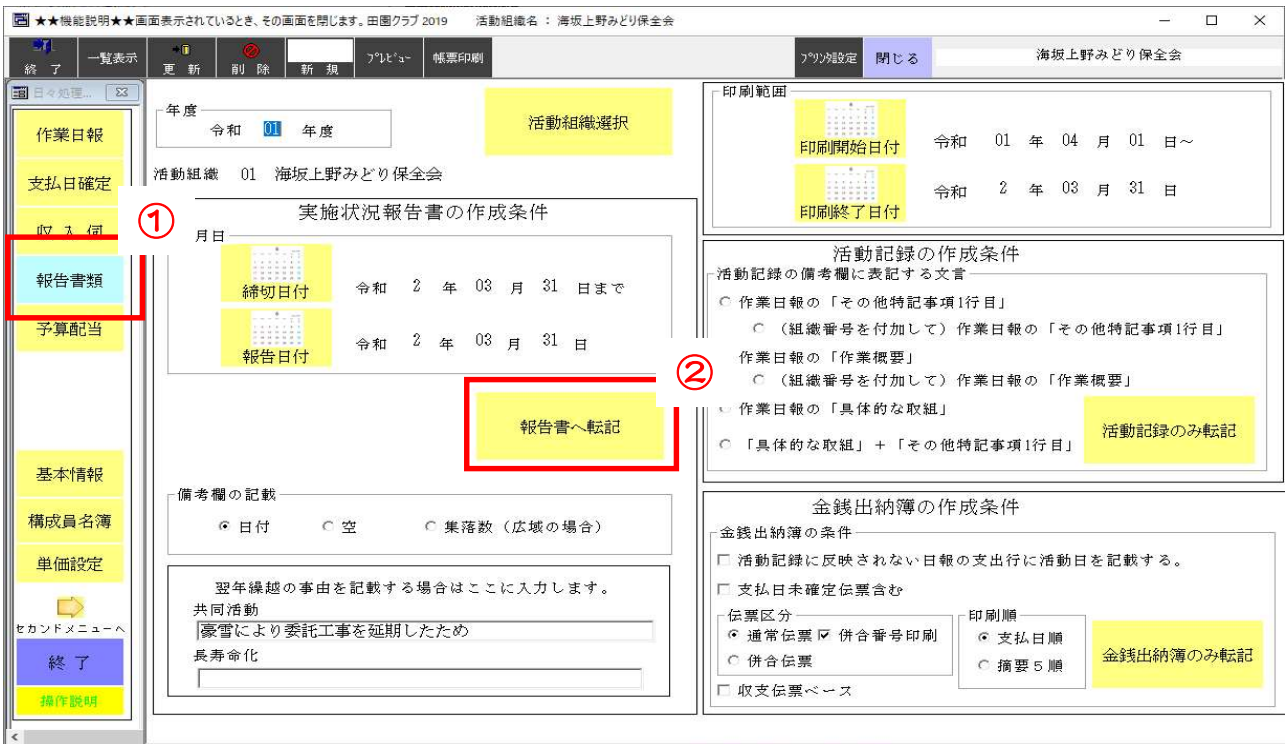 ★★機能説明★★画面表示されているとき、その画面を閉じます。田園クラブ 2019　　活動組織名 ： 海坂上野みどり保全会
終 了
一覧表示
更 新
削 除
新 規
ﾌﾟﾚﾋﾞｭｰ
帳票印刷
ﾌﾟﾘﾝﾀ設定
閉じる
海坂上野みどり保全会
日々処理...
作業日報
支払日確定
収 入 伺
報告書類
予算配当
基本情報
構成員名簿
単価設定
セカンドメニューへ
終 了
操作説明
①
年度
令和 01 年度
活動組織選択
活動組織 01 海坂上野みどり保全会
実施状況報告書の作成条件
月日
締切日付 令和 2 年 03 月 31 日まで
報告日付 令和 2 年 03 月 31 日
②
報告書へ転記
備考欄の記載
日付 空 集落数（広域の場合）
翌年繰越の事由を記載する場合はここに入力します。
共同活動
豪雪により委託工事を延期したため
長寿命化
印刷範囲
印刷開始日付 令和 01 年 04 月 01 日～
印刷終了日付 令和 2 年 03 月 31 日
活動記録の作成条件
活動記録の備考欄に表記する文言
作業日報の「その他特記事項1行目」
（組織番号を付加して）作業日報の「その他特記事項1行目」
作業日報の「作業概要」
（組織番号を付加して）作業日報の「作業概要」
作業日報の「具体的な取組」
「具体的な取組」＋「その他特記事項1行目」
活動記録のみ転記
金銭出納簿の作成条件
金銭出納簿の条件
活動記録に反映されない日報の支出行に活動日を記載する。
支払日未確定伝票含む
伝票区分
通常伝票 併合番号印刷
併合伝票
印刷順
支払日順
摘要５順
金銭出納簿のみ転記
収支伝票ベース